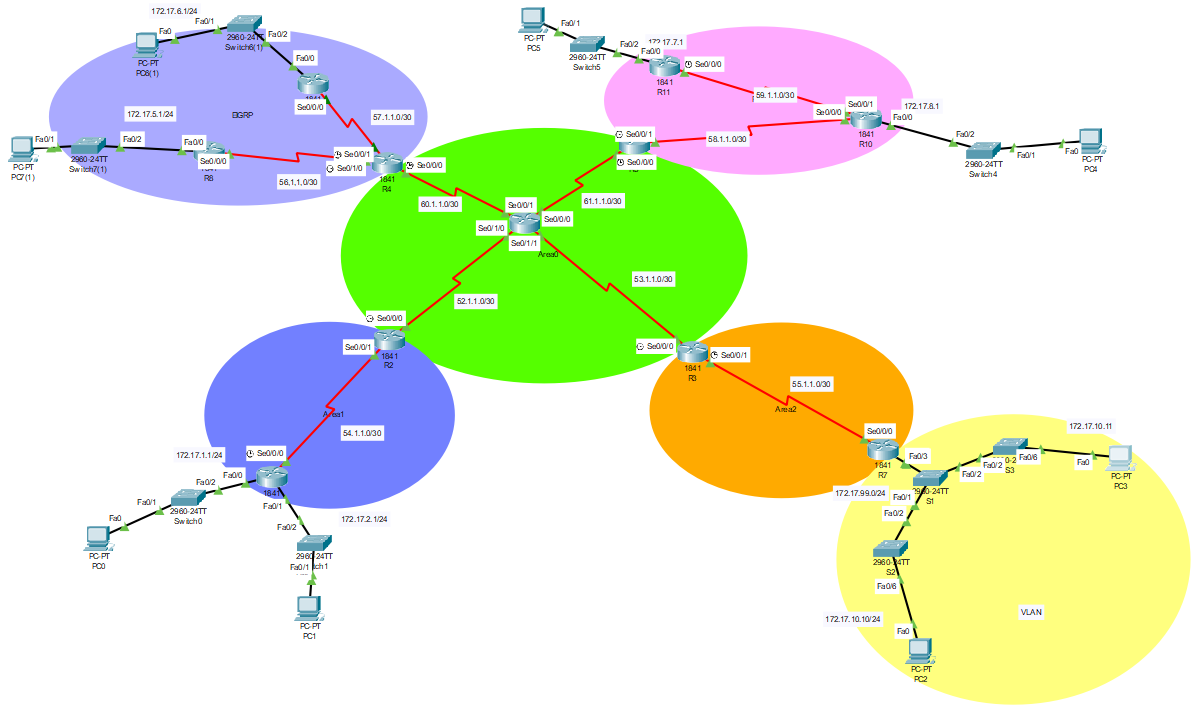 172.17.6.1/24
Fa0
Fa0/1
2960-24TT
Switch6(1)
Fa0/2
PC-PT
PC6(1)
Fa0/0
Se0/0/0
57.1.1.0/30
172.17.5.1/24
EIGRP
Fa0/1
2960-24TT
Switch7(1)
Fa0/2
Fa0/0
PC-PT
PC7(1)
Se0/0/0
R8
56,1,1,0/30
Se0/0/1
Se0/1/0
1841
R4
Se0/0/0
60.1.1.0/30
PC-PT
PC5
Fa0/1
2960-24TT
Switch5
Fa0/2
Fa0/0
172.17.7.1
1841
R11
Se0/0/0
59.1.1.0/30
Se0/0/1
Se0/0/0
172.17.8.1
Fa0/0
1841
R10
58.1.1.0/30
Fa0/2
2960-24TT
Switch4
Fa0/1
Fa0
PC-PT
PC4
Se0/0/1
Se0/0/0
61.1.1.0/30
Se0/0/1
Se0/0/0
Se0/1/0
Se0/1/1
Area0
53.1.1.0/30
52.1.1.0/30
Se0/0/0
Se0/0/1
1841
R2
Area1
54.1.1.0/30
172.17.1.1/24
Se0/0/0
Fa0/0
1841
Fa0/2
Fa0/1
2960-24TT
Switch0
Fa0
PC-PT
PC0
Fa0/1
Fa0/2
172.17.2.1/24
2960-24TT
Fa0/1
PC-PT
PC1
Se0/0/0
Se0/0/1
1841
R3
55.1.1.0/30
Area2
Se0/0/0
1841
R7
Fa0/3
172.17.99.0/24
Fa0/1
2960-24TT
S1
Fa0/2
Fa0/2
S3
Fa0/6
172.17.10.11
Fa0
PC-PT
PC3
Fa0/2
2960-24TT
S2
Fa0/6
172.17.10.10/24
Fa0
PC-PT
PC2
VLAN